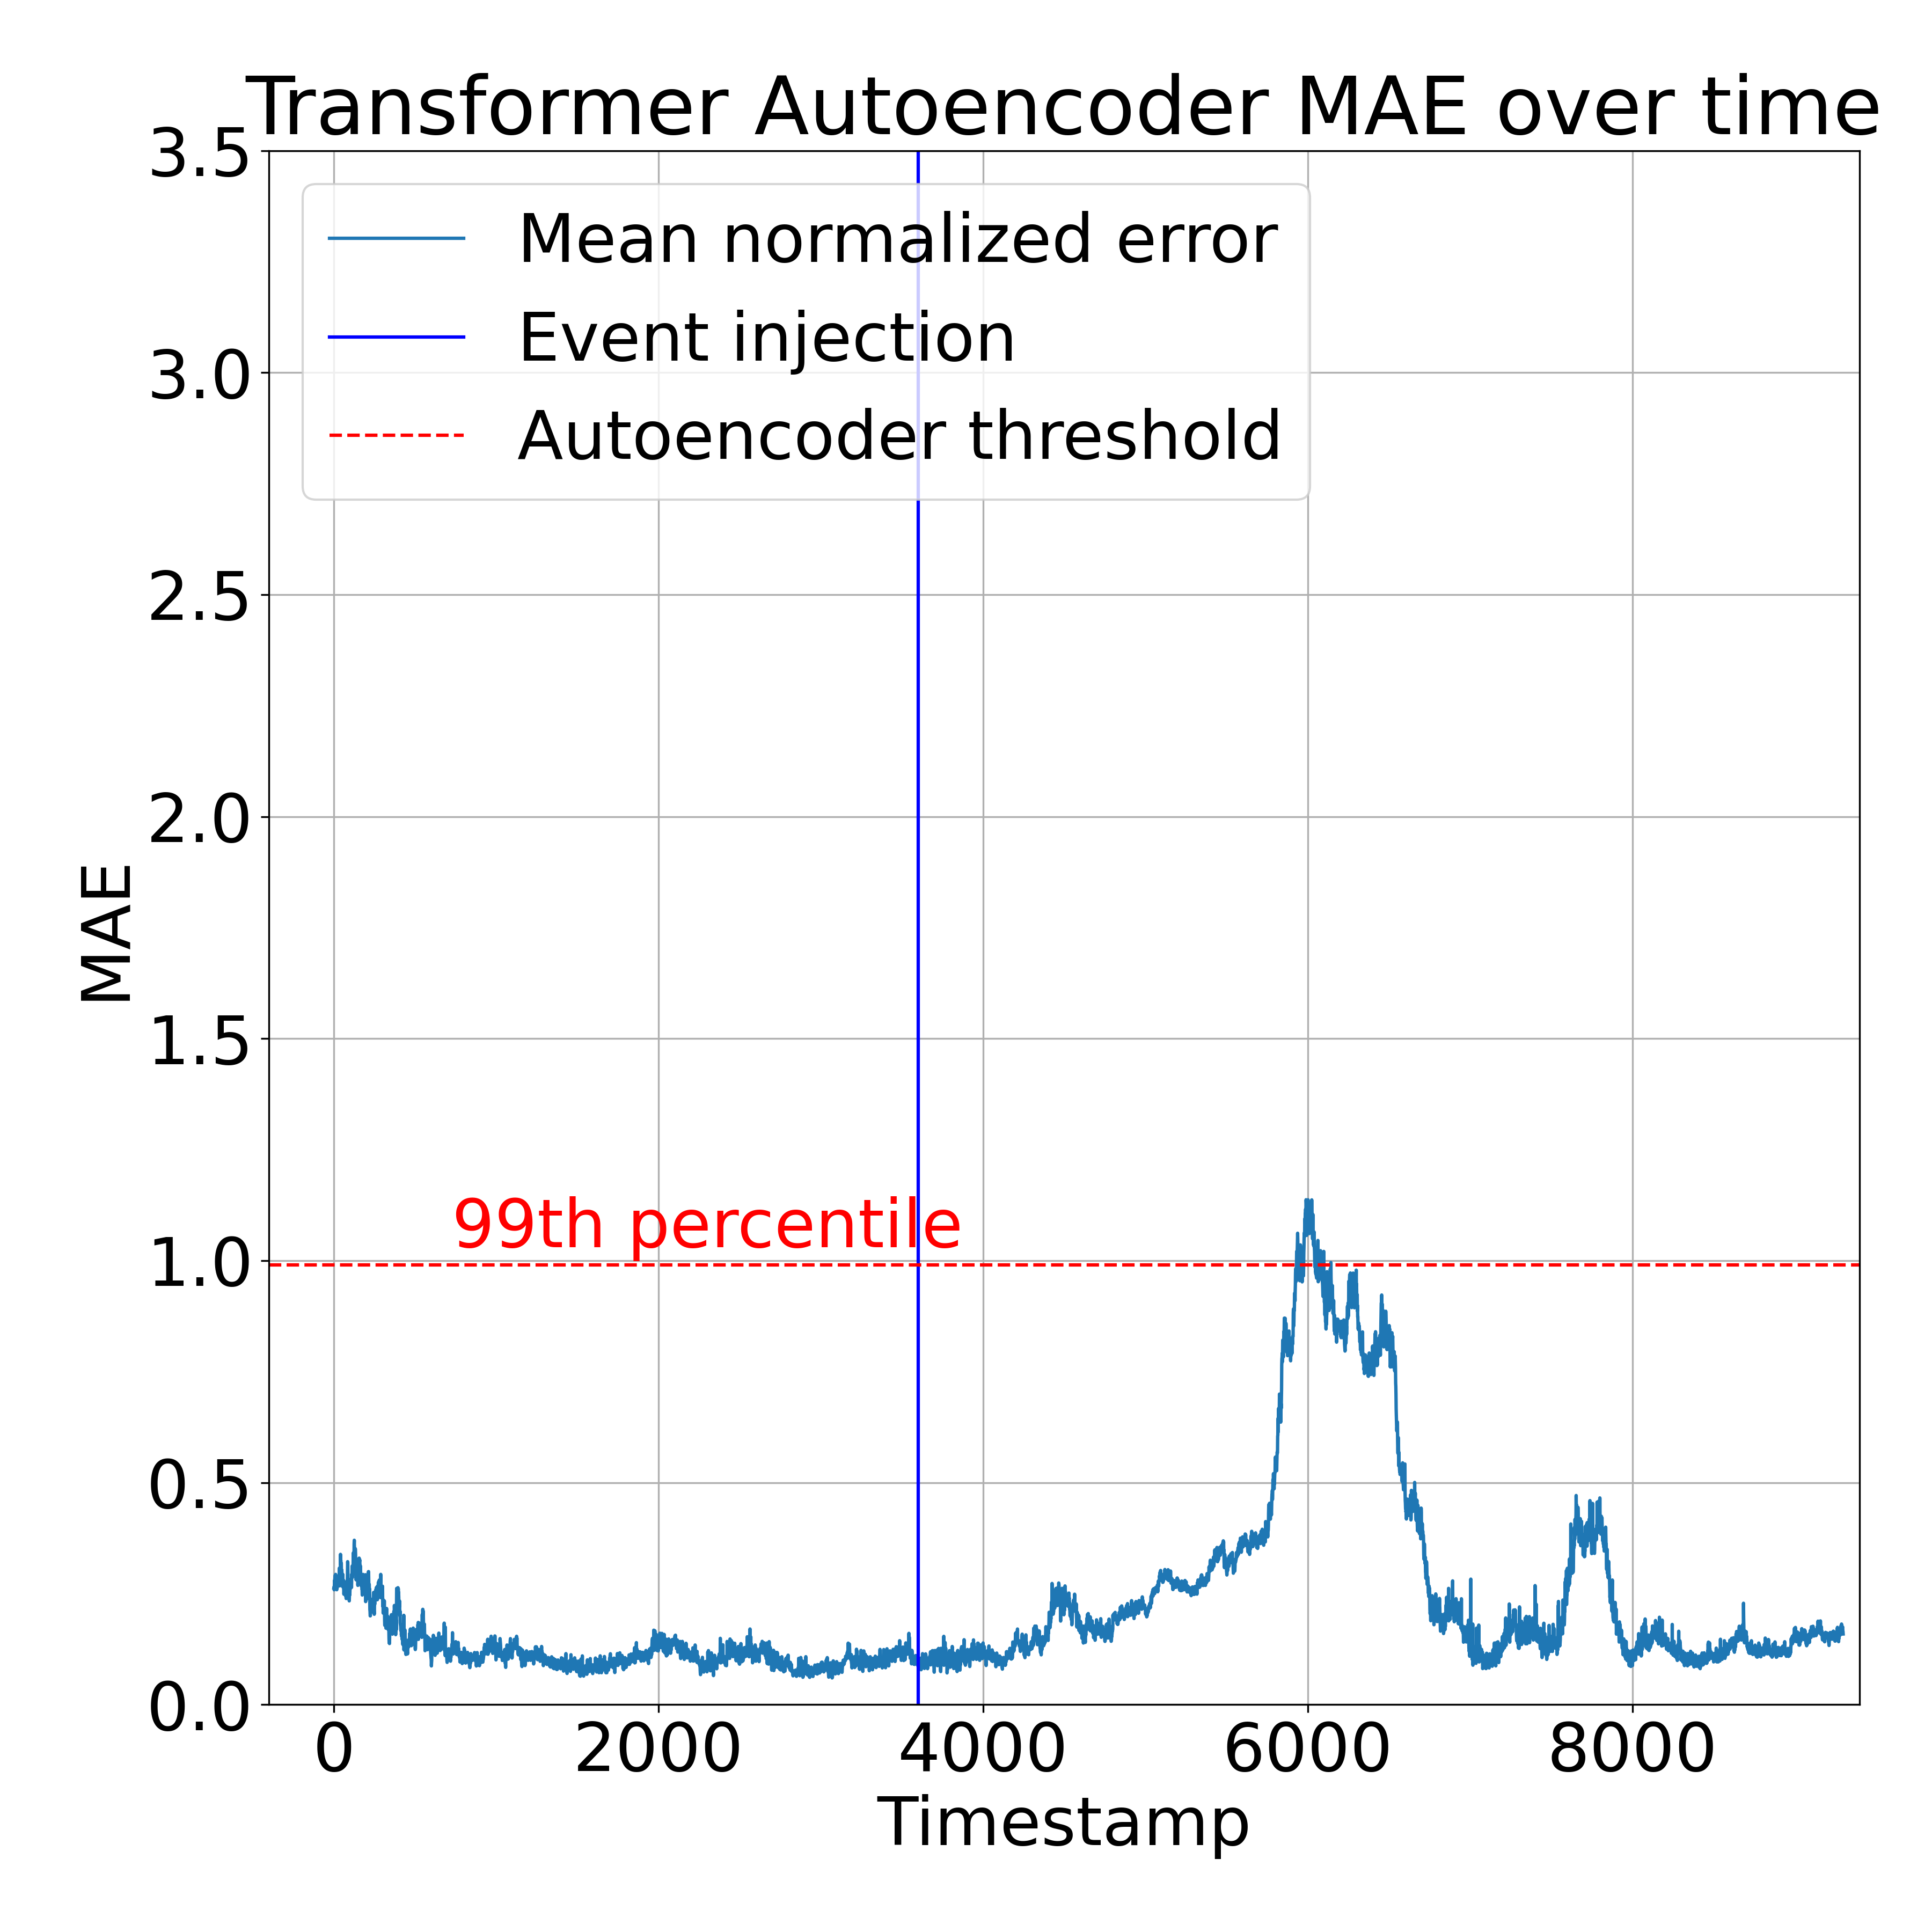 Transformer Autoencoder MAE over time
3.5
3.0
2.5
2.0
1.5
1.0
0.5
0.0
MAE
Mean normalized error
Event injection
Autoencoder threshold
99th percentile
0 2000 4000 6000 8000
Timestamp